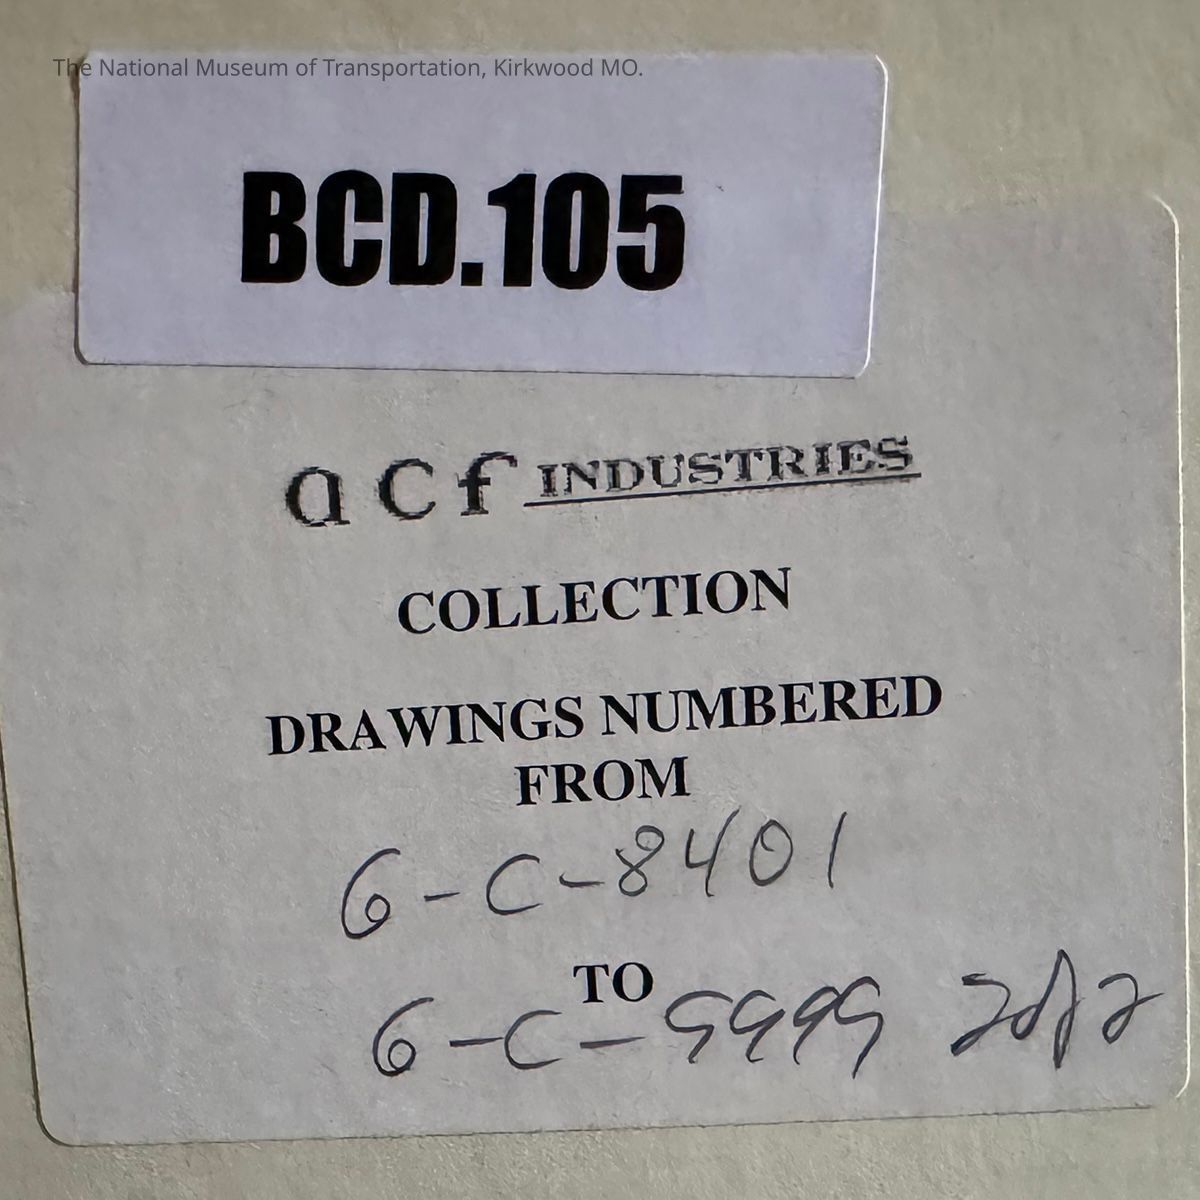 The National Museum of Transportation, Kirkwood MO.
BCD.105
acf INDUSTRIES
COLLECTION
DRAWINGS NUMBERED
FROM
6-C-8401
TO
6-C-9999 2of2